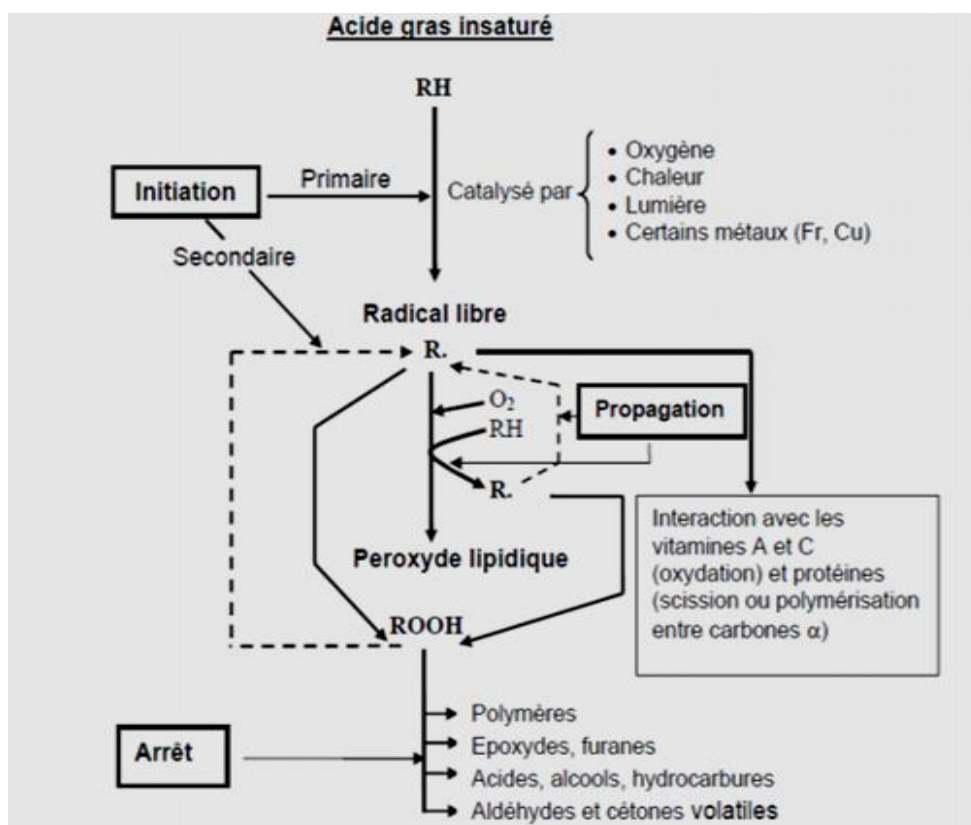 Acide gras insaturé
RH
Initiation
Primaire
Catalysé par
• Oxygène
• Chaleur
• Lumière
• Certains métaux (Fr, Cu)
Secondaire
Radical libre
R.
O₂
RH
Propagation
R.
Peroxyde lipidique
Interaction avec les
vitamines A et C
(oxydation) et protéines
(scission ou polymérisation
entre carbones α)
ROOH
Arrêt
Polymères
Epoxydes, furanes
Acides, alcools, hydrocarbures
Aldéhydes et cétones volatiles